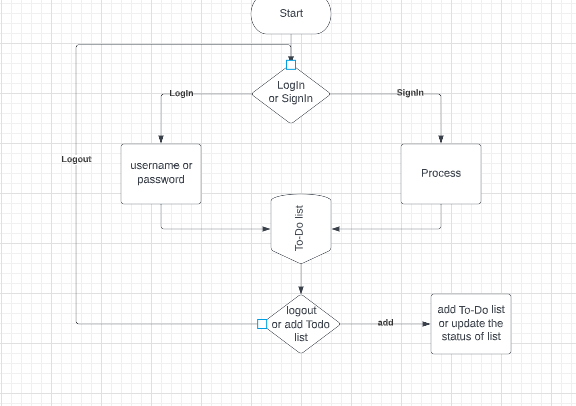 Start
LogIn
or SignIn
LogIn
SignIn
Logout
username or
password
Process
To-Do list
logout
or add Todo
list
add
add To-Do list
or update the
status of list